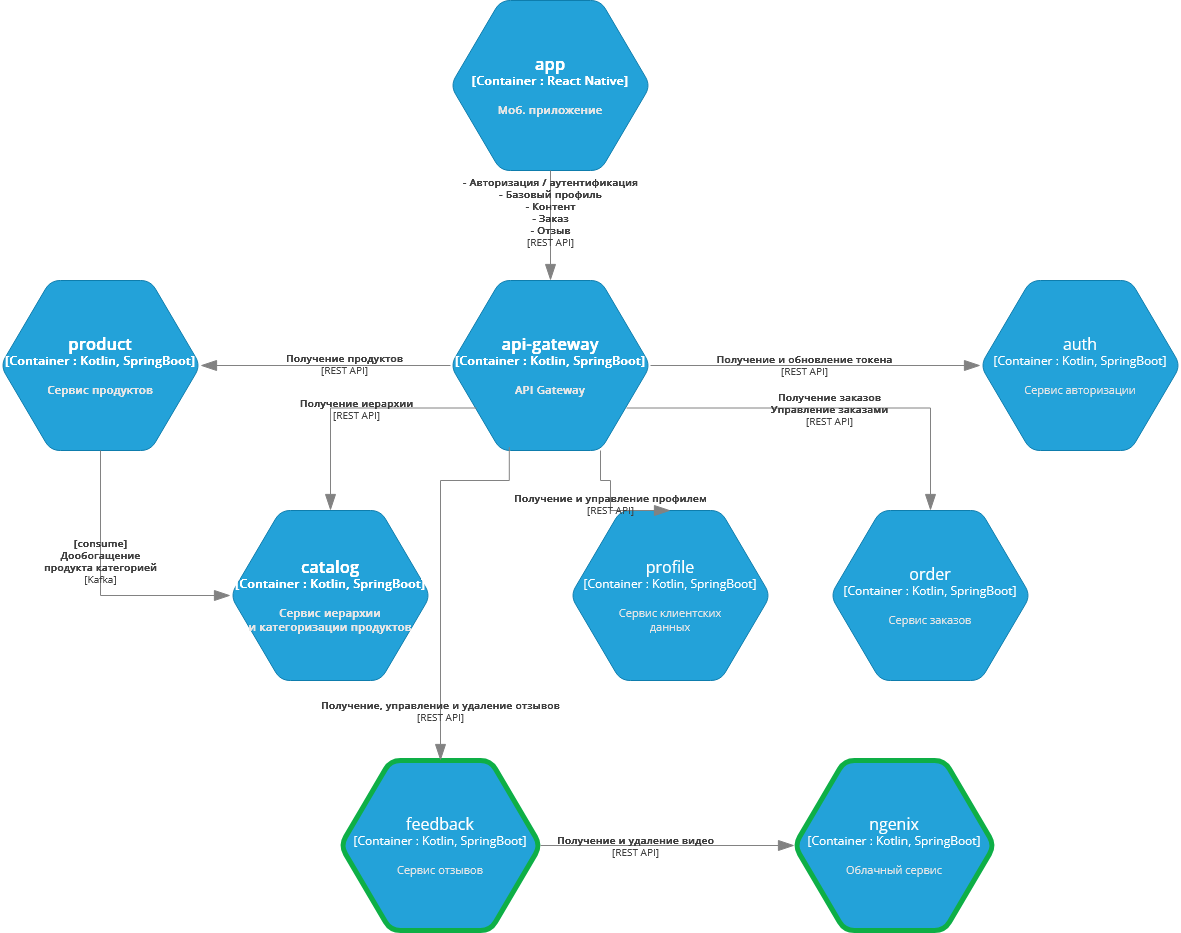 app
[Container : React Native]
Моб. приложение
- Авторизация / аутентификация
- Базовый профиль
- Контент
- Заказ
- Отзыв
[REST API]
product
[Container : Kotlin, SpringBoot]
Сервис продуктов
Получение продуктов
[REST API]
api-gateway
[Container : Kotlin, SpringBoot]
API Gateway
Получение и обновление токена
[REST API]
auth
[Container : Kotlin, SpringBoot]
Сервис авторизации
Получение иерархии
[REST API]
Получение заказов
Управление заказами
[REST API]
Получение и управление профилем
[REST API]
[consume]
Дообогащение
продукта категорией
[Kafka]
catalog
[Container : Kotlin, SpringBoot]
Сервис иерархии
и категоризации продуктов
profile
[Container : Kotlin, SpringBoot]
Сервис клиентских
данных
order
[Container : Kotlin, SpringBoot]
Сервис заказов
Получение, управление и удаление отзывов
[REST API]
feedback
[Container : Kotlin, SpringBoot]
Сервис отзывов
Получение и удаление видео
[REST API]
ngenix
[Container : Kotlin, SpringBoot]
Облачный сервис